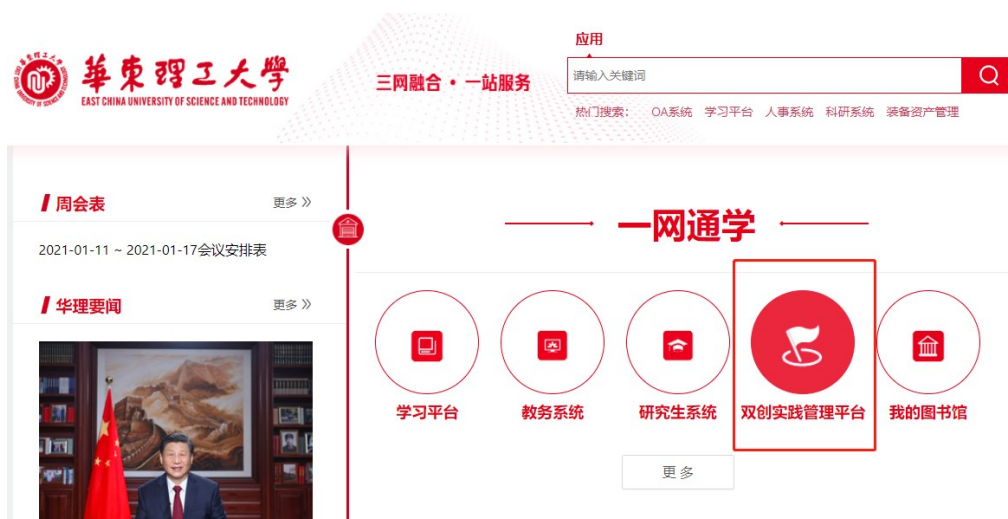 華東理工大學
EAST CHINA UNIVERSITY OF SCIENCE AND TECHNOLOGY
三网融合·一站服务
应用
请输入关键词
热门搜索： OA系统 学习平台 人事系统 科研系统 装备资产管理
周会表 更多》
2021-01-11 ~ 2021-01-17会议安排表
华理要闻 更多》
一网通学
学习平台 教务系统 研究生系统 双创实践管理平台 我的图书馆
更多